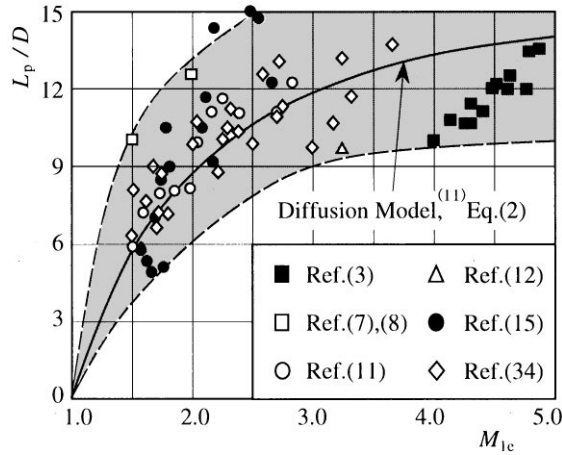 L_p/D
15
12
9
6
3
0
Diffusion Model,(11) Eq.(2)
■ Ref.(3) △ Ref.(12)
□ Ref.(7),(8) ● Ref.(15)
○ Ref.(11) ◇ Ref.(34)
1.0 2.0 3.0 4.0 5.0
M_je